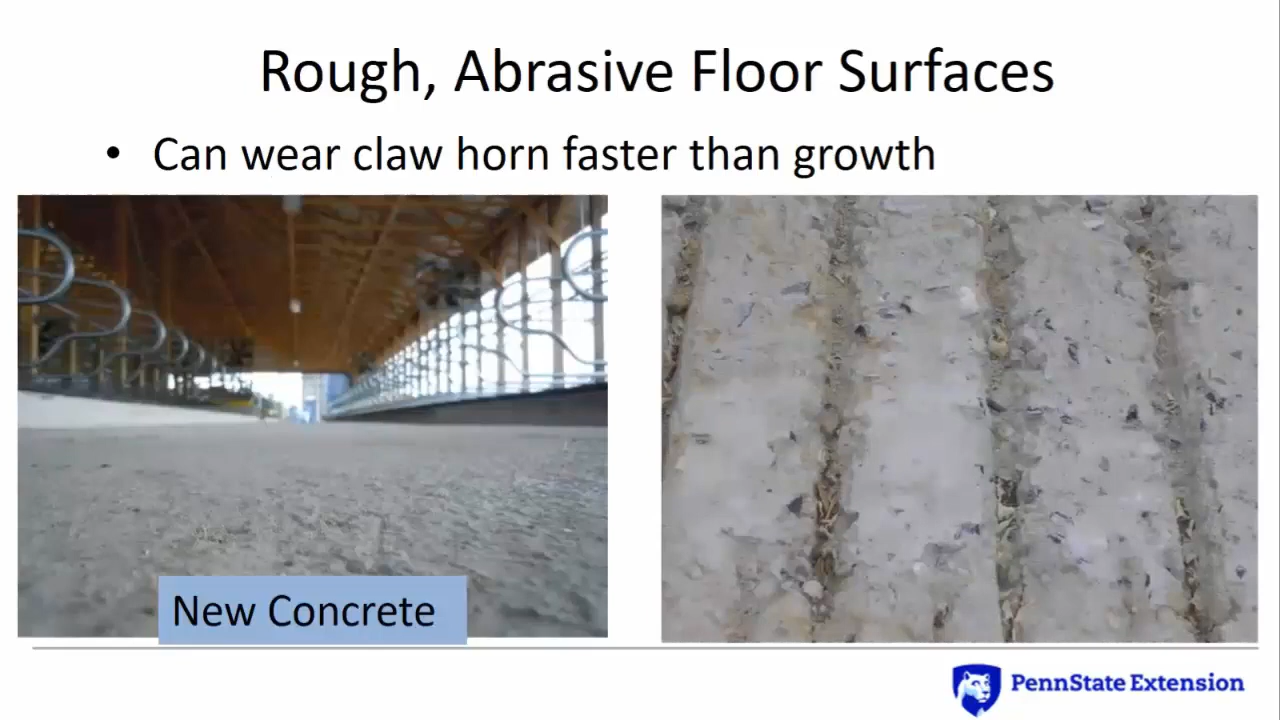 Rough, Abrasive Floor Surfaces
• Can wear claw horn faster than growth
New Concrete
PennState Extension